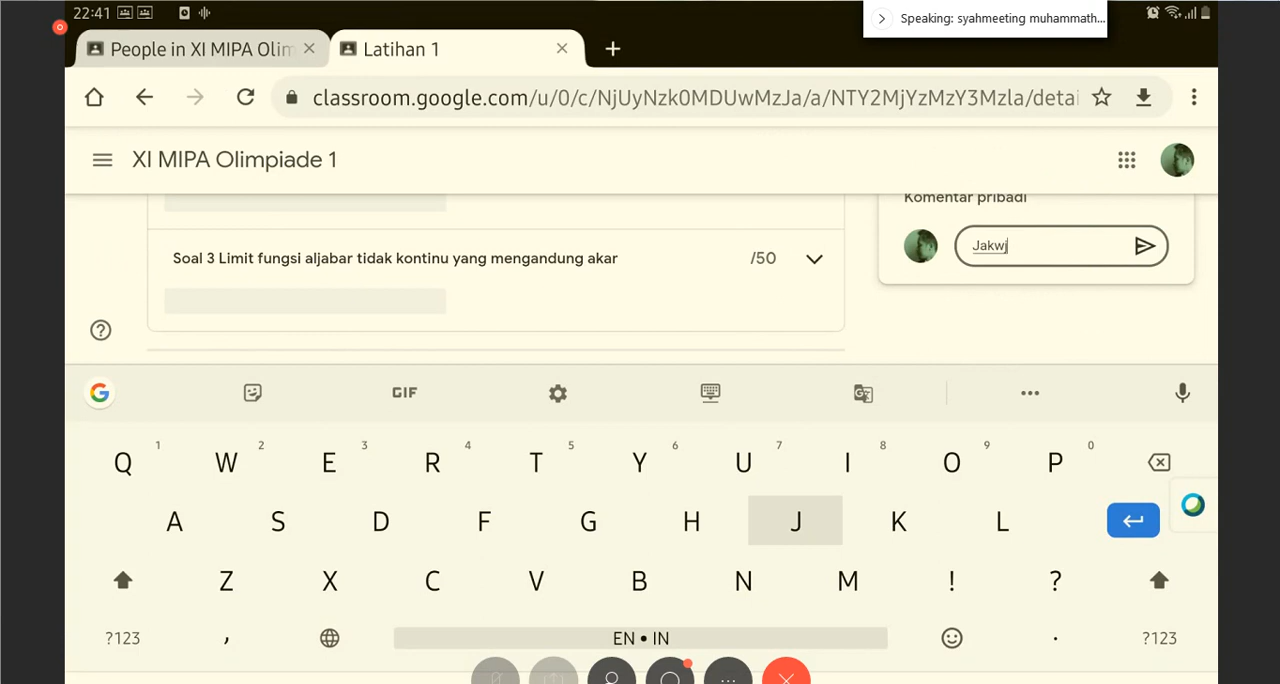 22:41
Speaking: syahmeeting muhammath...
People in XI MIPA Olim
Latihan 1
classroom.google.com/u/0/c/NjUyNzk0MDUwMzJa/a/NTY2MjYzMzY3Mzla/detai
XI MIPA Olimpiade 1
Komentar pribadi
Jakwj
Soal 3 Limit fungsi aljabar tidak kontinu yang mengandung akar /50
G GIF G
1 2 3 4 5 6 7 8 9 0
Q W E R T Y U I O P
A S D F G H J K L
Z X C V B N M ! ?
?123 , EN • IN . ?123